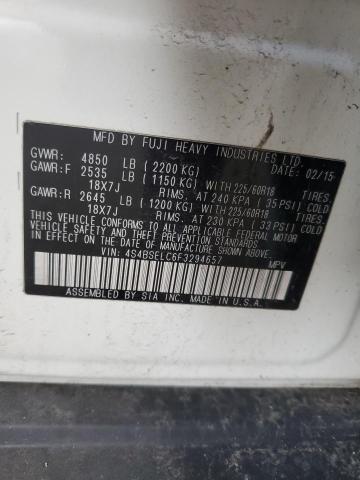 MFD BY FUJI HEAVY INDUSTRIES LTD.
GVWR: 4850 LB (2200 KG) DATE: 02/15
GAWR:F 2535 LB (1150 KG) WITH 225/60R18 TIRES
18X7J RIMS: AT 240 KPA ( 35 PSI) COLD
GAWR:R 2645 LB (1200 KG) WITH 225/60R18 TIRES
18X7J RIMS: AT 230 KPA ( 33 PSI) COLD
THIS VEHICLE CONFORMS TO ALL APPLICABLE FEDERAL MOTOR
VEHICLE SAFETY AND THEFT PREVENTION STANDARDS IN EFFECT
ON THE DATE OF MANUFACTURE SHOWN ABOVE.
VIN: 4S4BSELC6F3294657 MPV
ASSEMBLED BY SIA INC. MADE IN U.S.A.